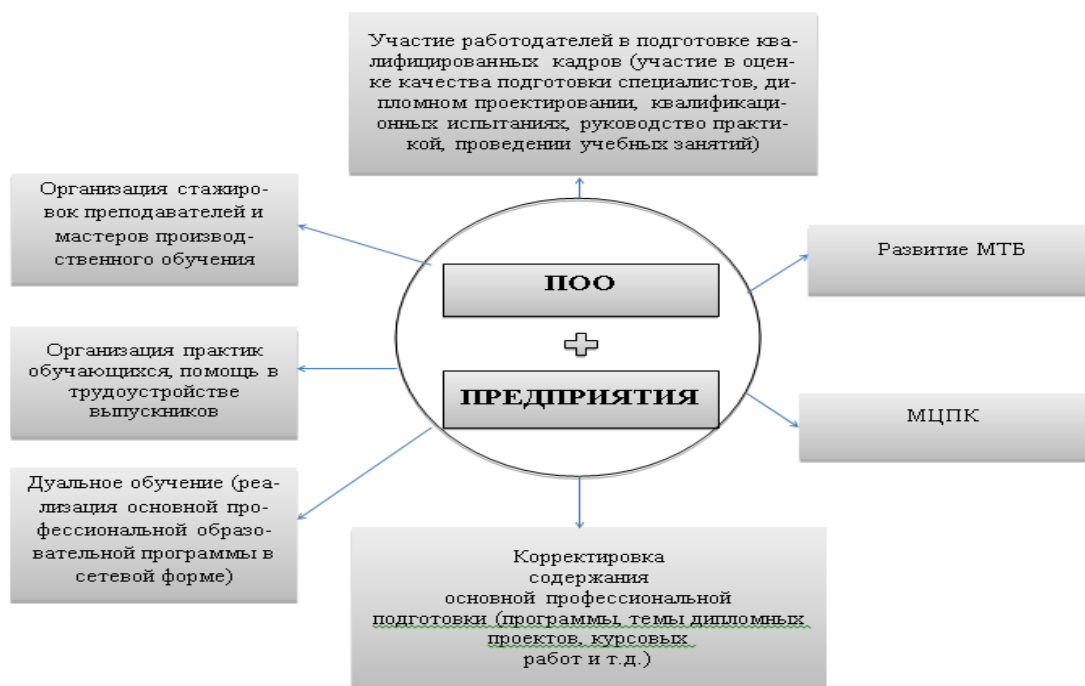 Участие работодателей в подготовке ква-
лифицированных кадров (участие в оцен-
ке качества подготовки специалистов, ди-
пломном проектировании, квалификаци-
онных испытаниях, руководство практи-
кой, проведении учебных занятий)
Организация стажиро-
вок преподавателей и
мастеров производ-
ственного обучения
Организация практик
обучающихся, помощь в
трудоустройстве
выпускников
Дуальное обучение (реа-
лизация основной про-
фессиональной образо-
вательной программы в
сетевой форме)
ПОО
ПРЕДПРИЯТИЯ
Развитие МТБ
МЦПК
Корректировка
содержания
основной профессиональной
подготовки (программы, темы дипломных
проектов, курсовых
работ и т.д.)